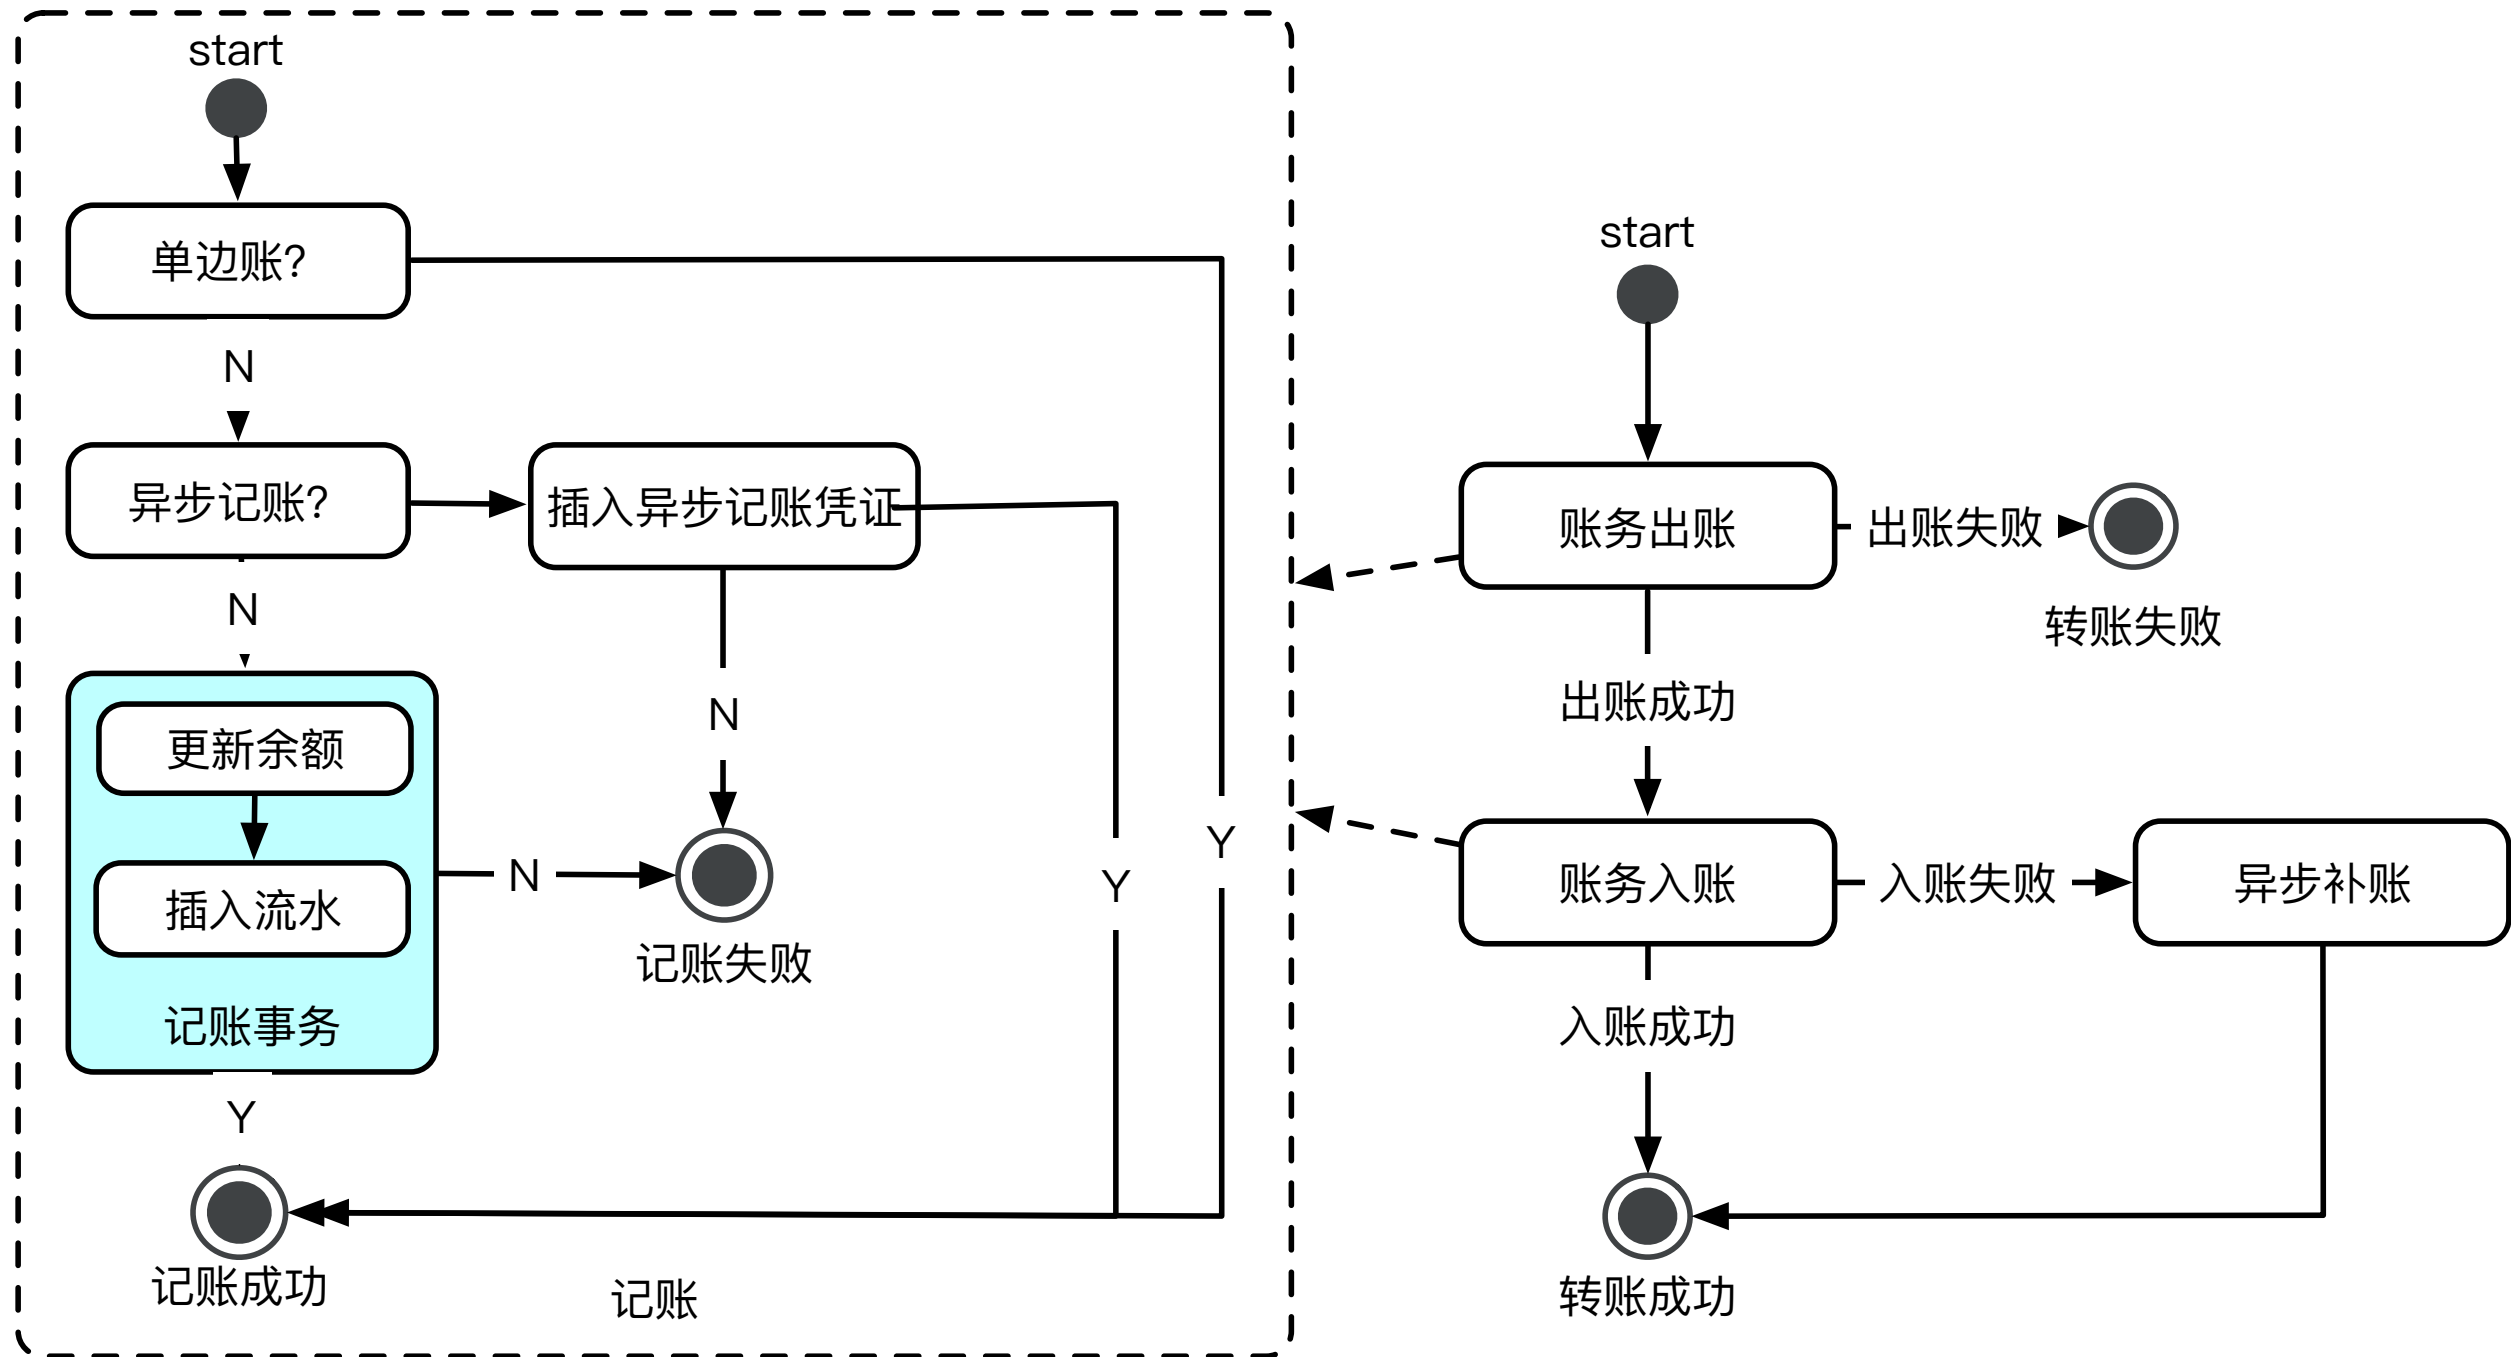 start
单边账?
N
异步记账?
插入异步记账凭证
N
更新余额
N
插入流水
N
记账失败
记账事务
Y
Y
Y
记账成功
记账
start
账务出账
出账失败
转账失败
出账成功
账务入账
入账失败
异步补账
入账成功
转账成功